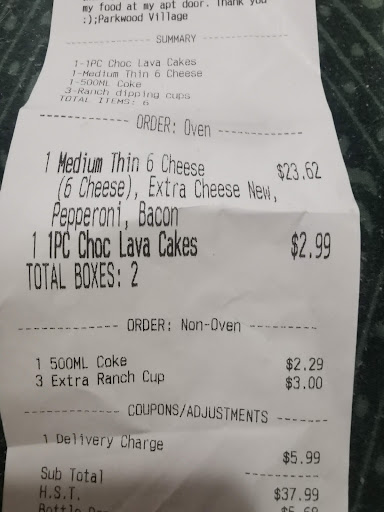 my food at my apt door. Thank you
:);Parkwood Village
SUMMARY
1-1PC Choc Lava Cakes
1-Medium Thin 6 Cheese
1-500ML Coke
3-Ranch dipping cups
TOTAL ITEMS: 6
ORDER: Oven
1 Medium Thin 6 Cheese $23.62
(6 Cheese), Extra Cheese New,
Pepperoni, Bacon
1 1PC Choc Lava Cakes $2.99
TOTAL BOXES: 2
ORDER: Non-Oven
1 500ML Coke $2.29
3 Extra Ranch Cup $3.00
COUPONS/ADJUSTMENTS
1 Delivery Charge $5.99
Sub Total $37.99
H.S.T. $5.69
Bottle